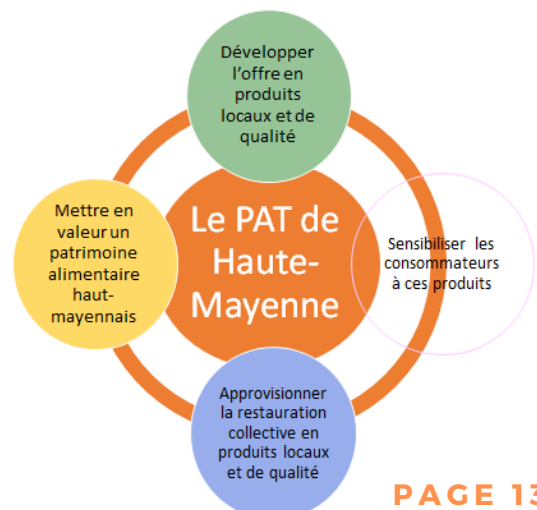 Développer
l'offre en
produits
locaux et de
qualité
Le PAT de
Haute-
Mayenne
Mettre en
valeur un
patrimoine
alimentaire
haut-
mayennais
Sensibiliser les
consommateurs
à ces produits
Approvisionner
la restauration
collective en
produits locaux
et de qualité
PAGE 13